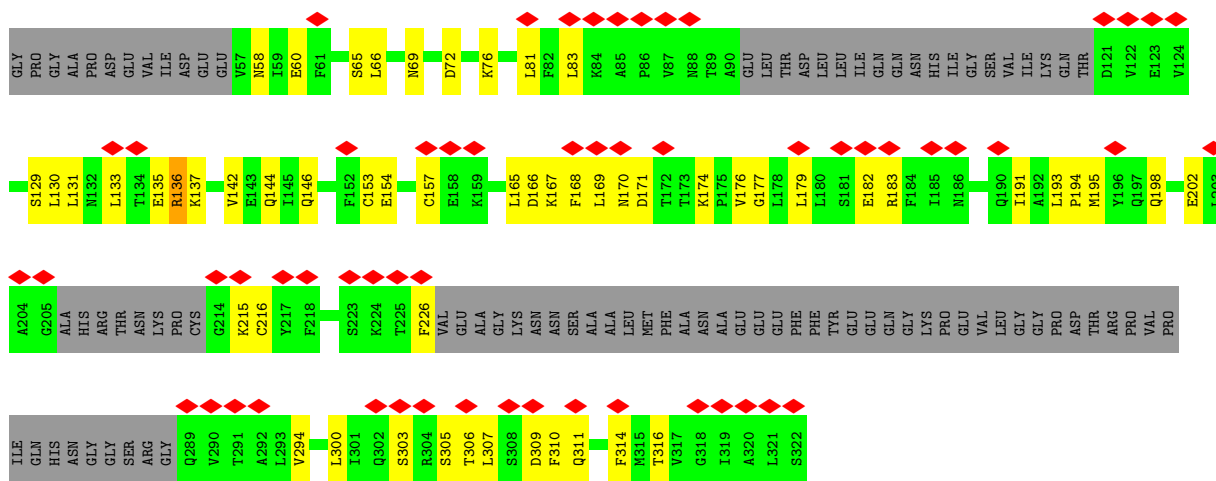 GLY PRO GLY ALA PRO ASP GLU VAL ILE ASP GLU GLU V57 N58 I59 E60 F61 S65 L66 N69 D72 K76 L81 F82 L83 K84 A85 P86 V87 N88 T89 A90 GLU LEU THR ASP LEU LEU ILE GLN GLN ASN HIS ILE GLY SER VAL ILE LYS GLN THR D121 V122 E123 V124
S129 L130 L131 N132 L133 T134 E135 R136 K137 V142 E143 Q144 I145 Q146 F152 C153 E154 C157 E158 K159 L165 D166 K167 F168 L169 N170 D171 T172 T173 K174 P175 V176 G177 L178 L179 L180 S181 E182 R183 F184 I185 N186 Q190 I191 A192 L193 P194 M195 Y196 Q197 Q198 E202 L203
A204 G205 ALA HIS ARG THR ASN LYS PRO CYS G214 K215 C216 Y217 F218 S223 K224 T225 F226 VAL GLU ALA GLY LYS ASN ASN SER ALA ALA LEU MET PHE ALA ASN ALA GLU GLU GLU PHE PHE TYR GLU GLU GLN GLY LYS PRO GLU VAL LEU GLY GLY PRO ASP THR ARG PRO VAL PRO
ILE GLN HIS ASN GLY GLY SER ARG GLY Q289 V290 T291 A292 L293 V294 L300 I301 Q302 S303 R304 S305 T306 L307 S308 D309 F310 Q311 F314 M315 T316 V317 G318 I319 A320 L321 S322